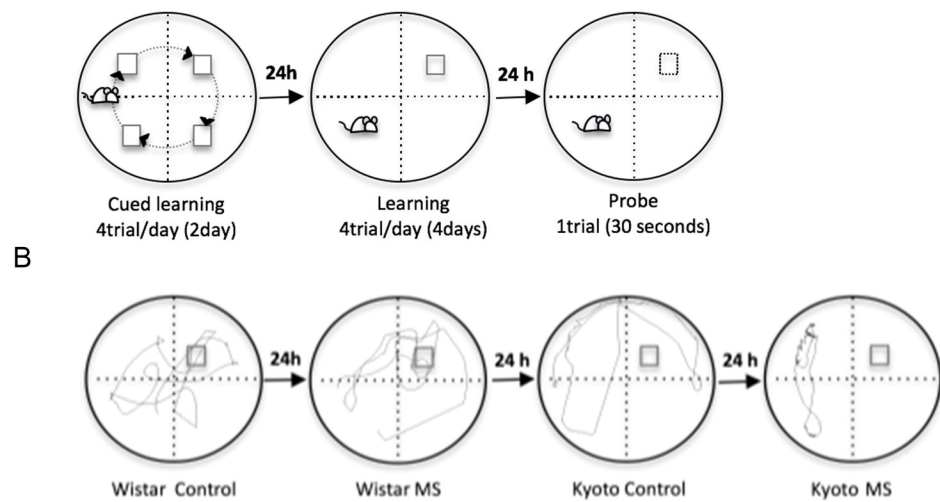 24h
24 h
Cued learning
4trial/day (2day)
Learning
4trial/day (4days)
Probe
1trial (30 seconds)
B
24h
24 h
24 h
Wistar Control
Wistar MS
Kyoto Control
Kyoto MS